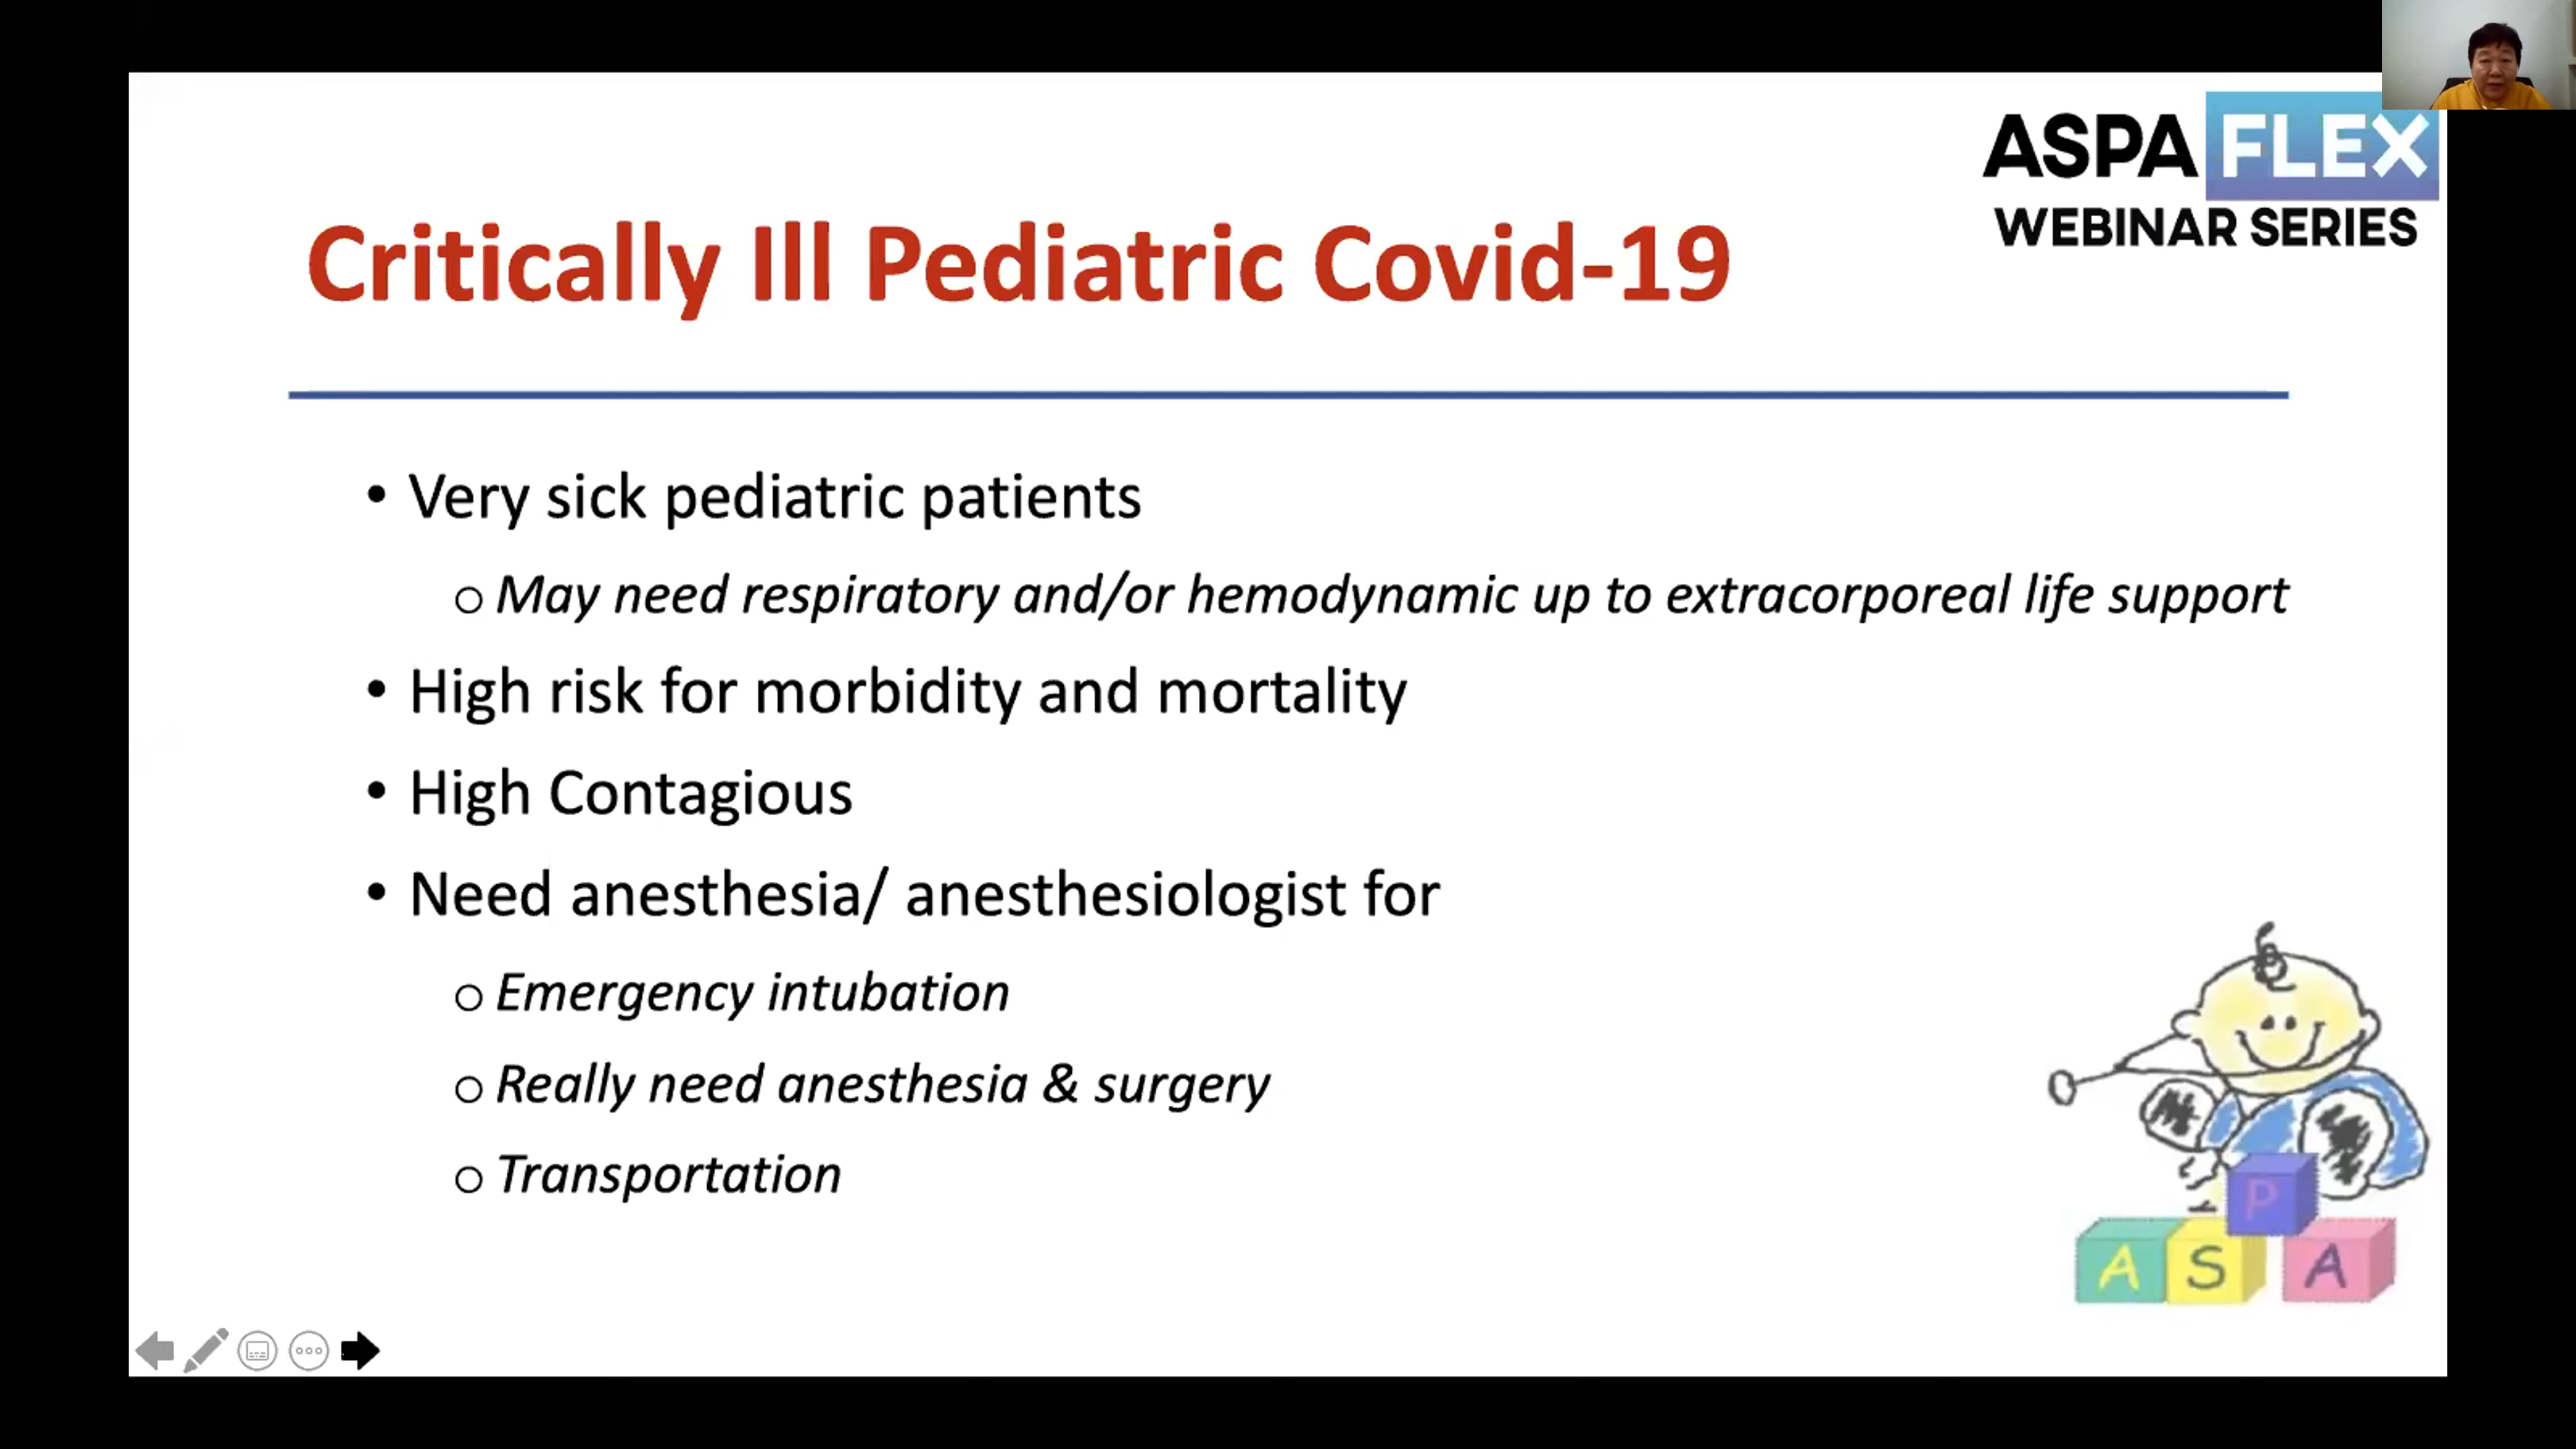 ASPA FLEX
WEBINAR SERIES
Critically Ill Pediatric Covid-19
• Very sick pediatric patients
o May need respiratory and/or hemodynamic up to extracorporeal life support
• High risk for morbidity and mortality
• High Contagious
• Need anesthesia/ anesthesiologist for
o Emergency intubation
o Really need anesthesia & surgery
o Transportation
P
A S A